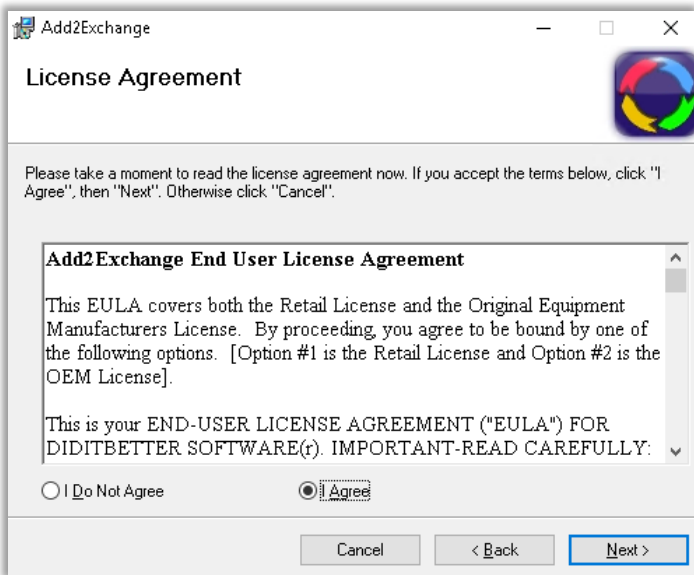 Add2Exchange
License Agreement
Please take a moment to read the license agreement now. If you accept the terms below, click "I
Agree", then "Next". Otherwise click "Cancel".
Add2Exchange End User License Agreement
This EULA covers both the Retail License and the Original Equipment
Manufacturers License.  By proceeding, you agree to be bound by one of
the following options.  [Option #1 is the Retail License and Option #2 is the
OEM License].
This is your END-USER LICENSE AGREEMENT ("EULA") FOR
DIDITBETTER SOFTWARE(r). IMPORTANT-READ CAREFULLY:
I Do Not Agree
I Agree
Cancel
< Back
Next >